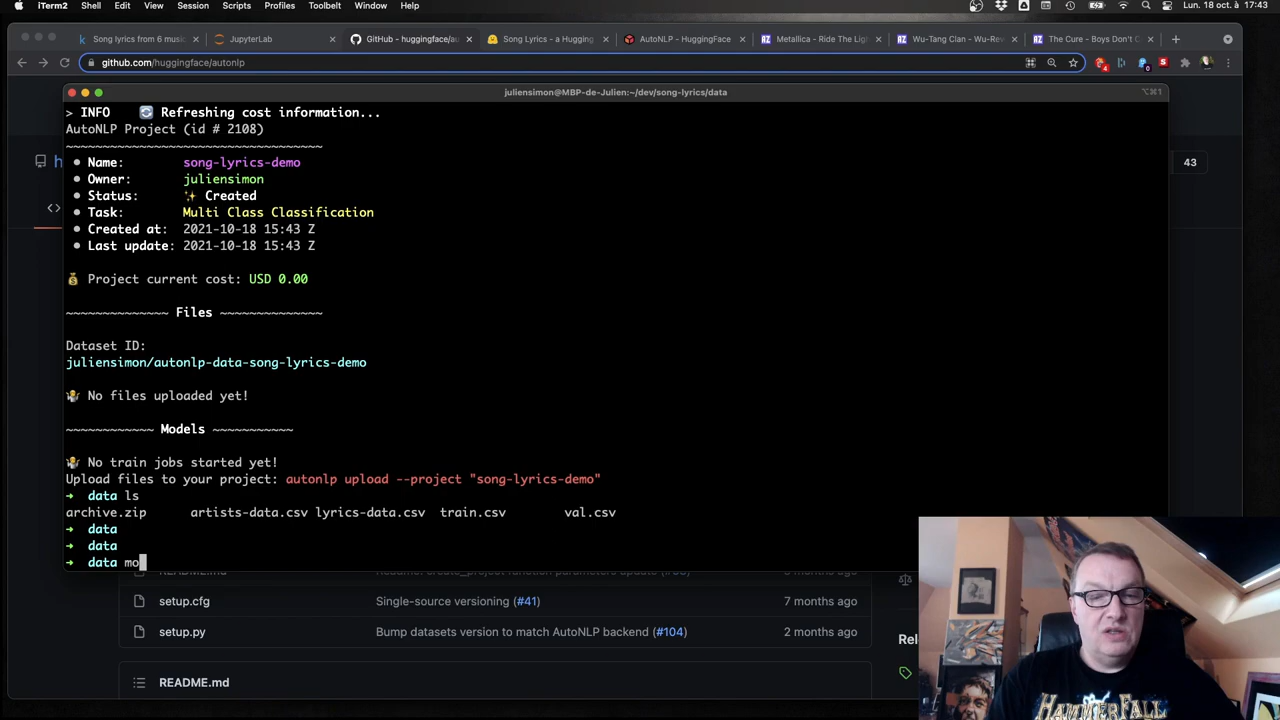 iTerm2 Shell Edit View Session Scripts Profiles Toolbelt Window Help Lun. 18 oct. à 17:43
Song lyrics from 6 music JupyterLab GitHub - huggingface/au Song Lyrics - a Hugging AutoNLP - HuggingFace Metallica - Ride The Ligh Wu-Tang Clan - Wu-Rev The Cure - Boys Don't C
github.com/huggingface/autonlp
juliensimon@MBP-de-Julien:~/dev/song-lyrics/data ⌥⌘1
> INFO 🔄 Refreshing cost information...
AutoNLP Project (id # 2108)
~~~~~~~~~~~~~~~~~~~~~~~~~~~~~~~~~~~
● Name: song-lyrics-demo
● Owner: juliensimon
● Status: ✨ Created
● Task: Multi Class Classification
● Created at: 2021-10-18 15:43 Z
● Last update: 2021-10-18 15:43 Z
💰 Project current cost: USD 0.00
~~~~~~~~~~~~~~ Files ~~~~~~~~~~~~~~
Dataset ID:
juliensimon/autonlp-data-song-lyrics-demo
🤷 No files uploaded yet!
~~~~~~~~~~~~ Models ~~~~~~~~~~~
🤷 No train jobs started yet!
Upload files to your project: autonlp upload --project "song-lyrics-demo"
➜ data ls
archive.zip artists-data.csv lyrics-data.csv train.csv val.csv
➜ data
➜ data
➜ data mo
h
43
setup.cfg Single-source versioning (#41) 7 months ago
setup.py Bump datasets version to match AutoNLP backend (#104) 2 months ago
Rel
README.md
HAMMERFALL